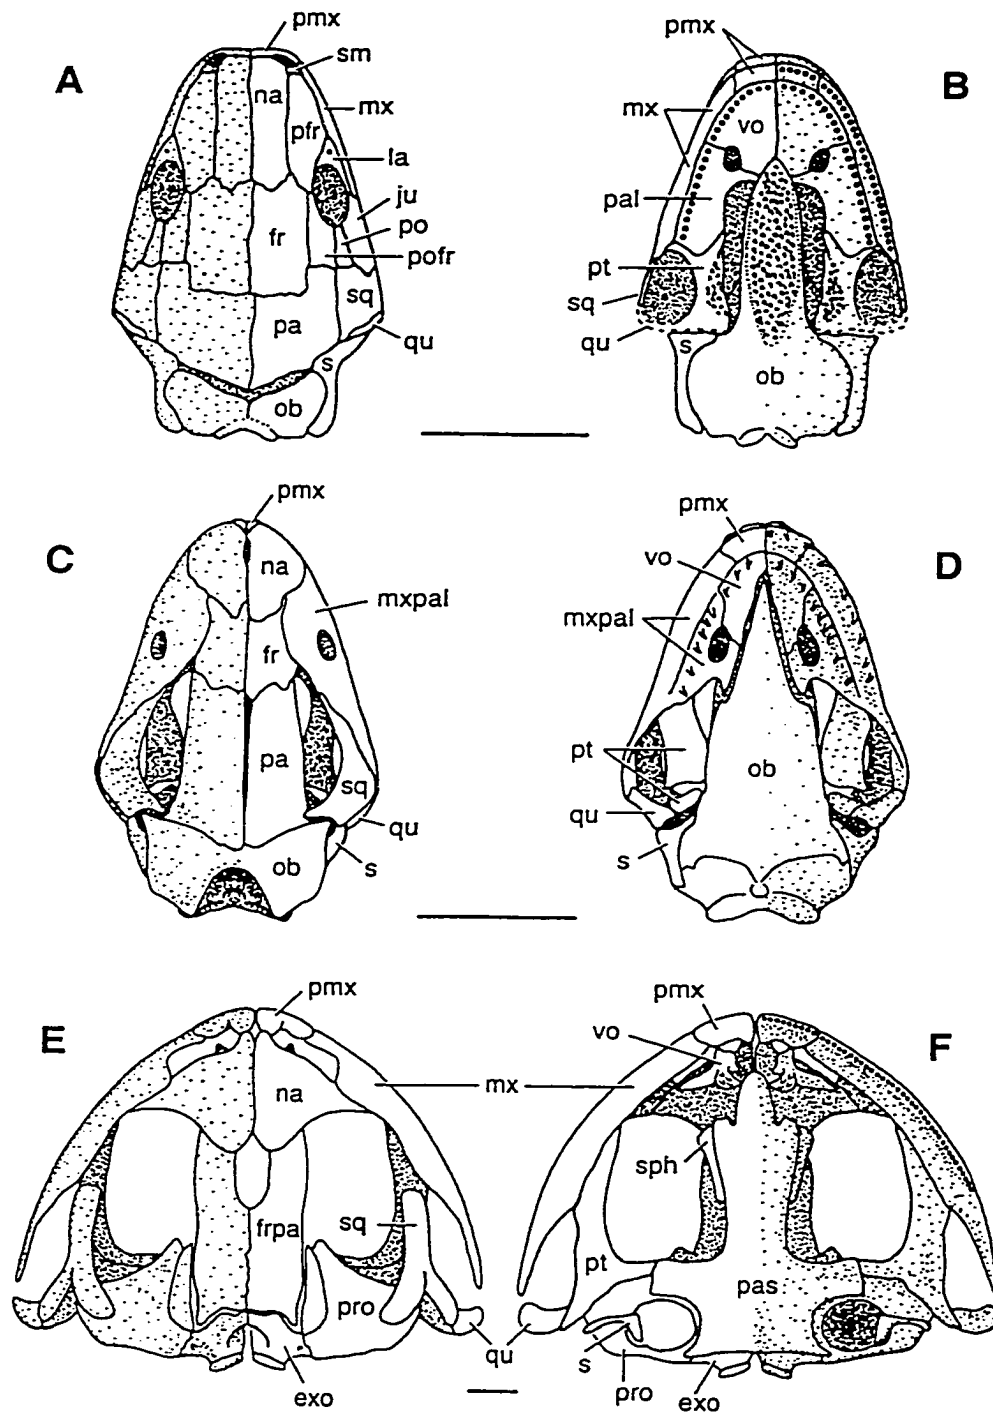 A
pmx
sm
na
mx
pfr
la
ju
po
fr
pofr
sq
pa
qu
s
ob
B
pmx
mx
vo
pal
pt
sq
qu
s
ob
C
pmx
na
mxpal
fr
pa
sq
qu
ob
s
D
pmx
vo
mxpal
pt
ob
qu
s
E
pmx
na
mx
frpa
sq
pro
qu
exo
F
pmx
vo
sph
pt
pas
s
pro
exo